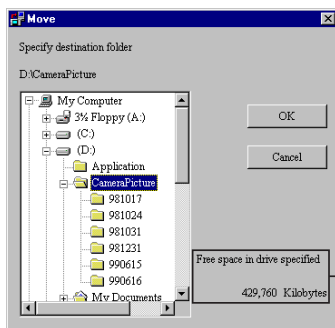 Move
Specify destination folder
D:\CameraPicture
My Computer
3½ Floppy (A:)
(C:)
(D:)
Application
CameraPicture
981017
981024
981031
981231
990615
990616
My Documents
OK
Cancel
Free space in drive specified
429,760 Kilobytes